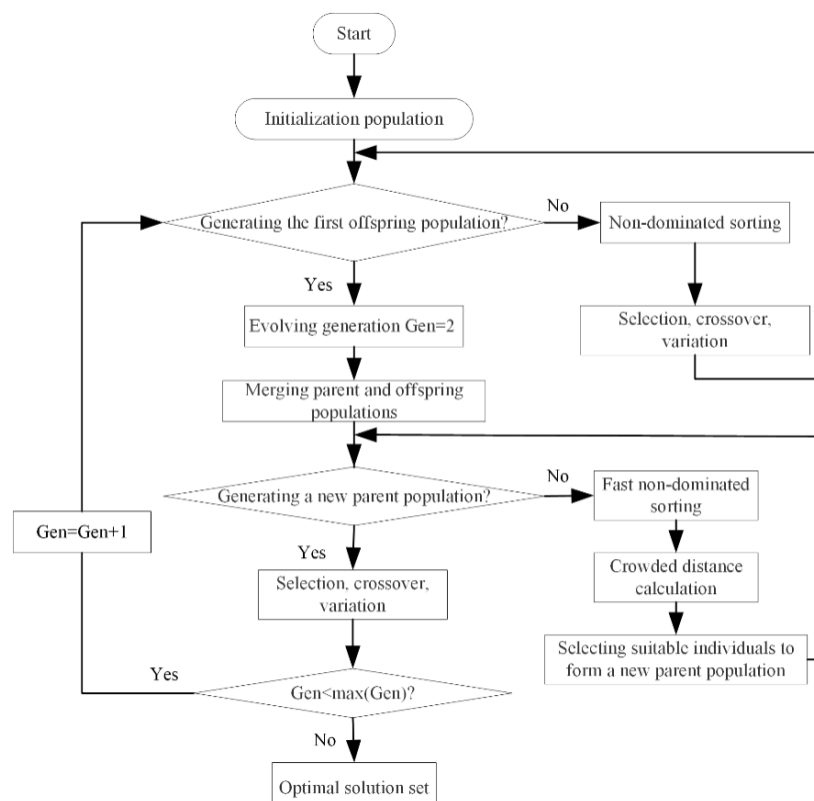 Start
Initialization population
Generating the first offspring population?
No
Non-dominated sorting
Yes
Selection, crossover,
variation
Evolving generation Gen=2
Merging parent and offspring
populations
Generating a new parent population?
No
Fast non-dominated
sorting
Gen=Gen+1
Yes
Crowded distance
calculation
Selection, crossover,
variation
Selecting suitable individuals to
form a new parent population
Yes
Gen<max(Gen)?
No
Optimal solution set